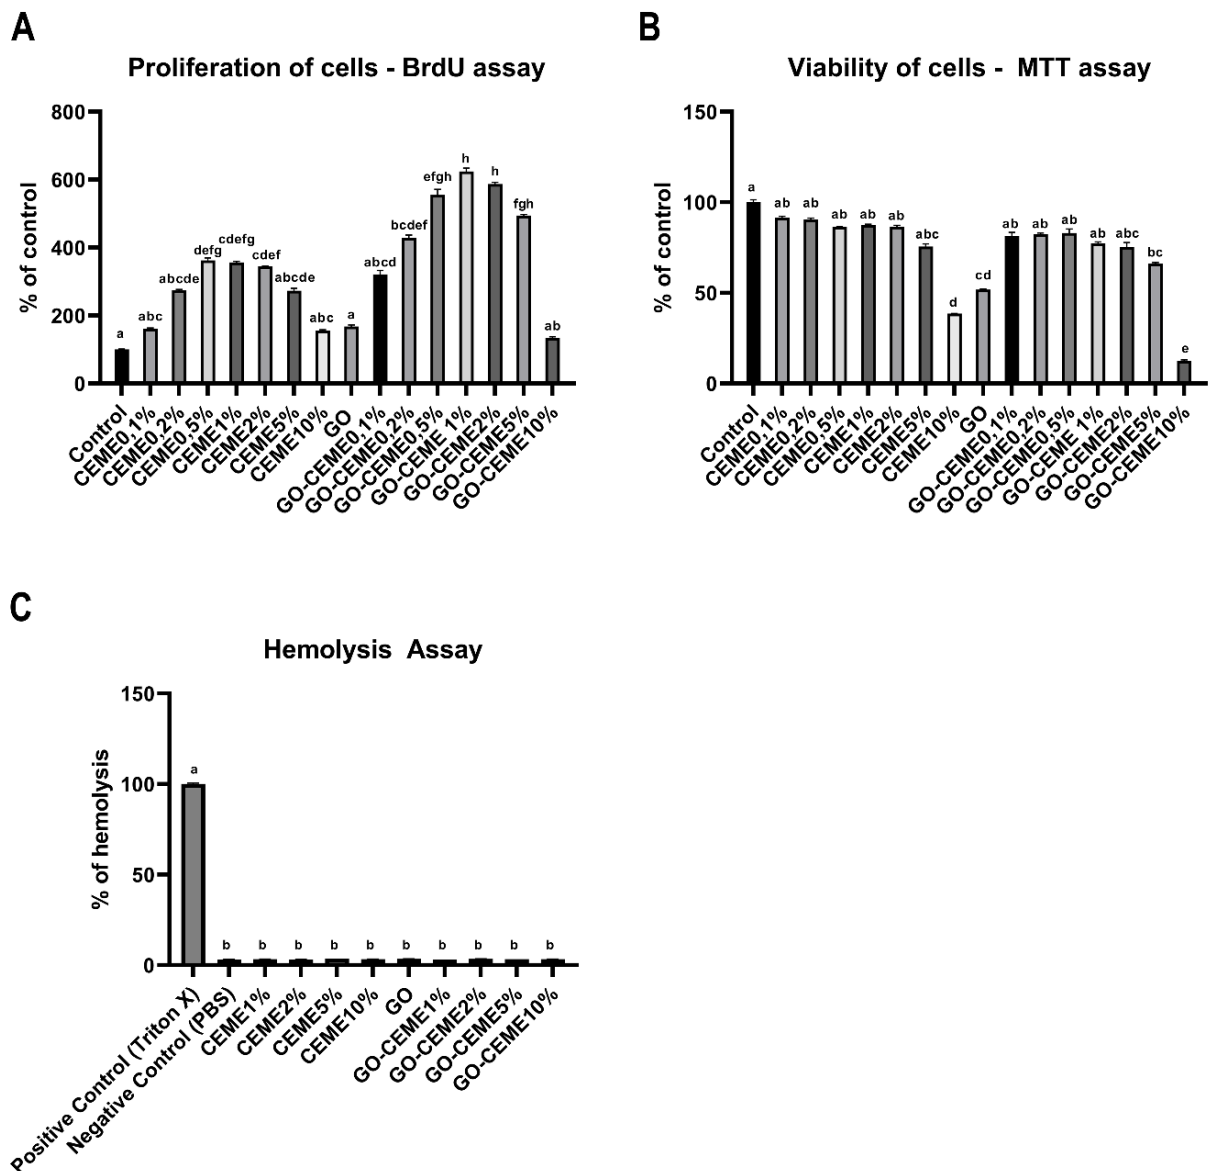 A
Proliferation of cells - BrdU assay
% of control
800
600
400
200
0
a
abc
abcde
defg
cdefg
cdef
abcde
abc
a
abcd
bcdef
efgh
h
h
fgh
ab
Control
CEME0,1%
CEME0,2%
CEME0,5%
CEME1%
CEME2%
CEME5%
CEME10%
GO
GO-CEME0,1%
GO-CEME0,2%
GO-CEME0,5%
GO-CEME 1%
GO-CEME2%
GO-CEME5%
GO-CEME10%
B
Viability of cells - MTT assay
% of control
150
100
50
0
a
ab
ab
ab
ab
ab
abc
d
cd
ab
ab
ab
ab
abc
bc
e
Control
CEME0,1%
CEME0,2%
CEME0,5%
CEME1%
CEME2%
CEME5%
CEME10%
GO
GO-CEME0,1%
GO-CEME0,2%
GO-CEME0,5%
GO-CEME 1%
GO-CEME2%
GO-CEME5%
GO-CEME10%
C
Hemolysis Assay
% of hemolysis
150
100
50
0
a
b
b
b
b
b
b
b
b
b
b
Positive Control (Triton X)
Negative Control (PBS)
CEME1%
CEME2%
CEME5%
CEME10%
GO
GO-CEME1%
GO-CEME2%
GO-CEME5%
GO-CEME10%